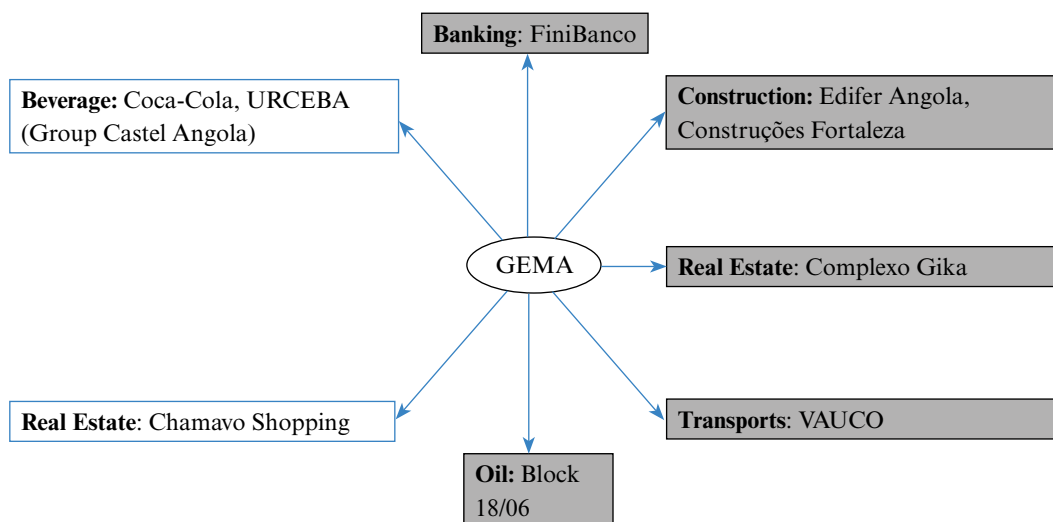 Banking: FiniBanco
Beverage: Coca-Cola, URCEBA
(Group Castel Angola)
Construction: Edifer Angola,
Construções Fortaleza
GEMA
Real Estate: Complexo Gika
Real Estate: Chamavo Shopping
Transports: VAUCO
Oil: Block
18/06